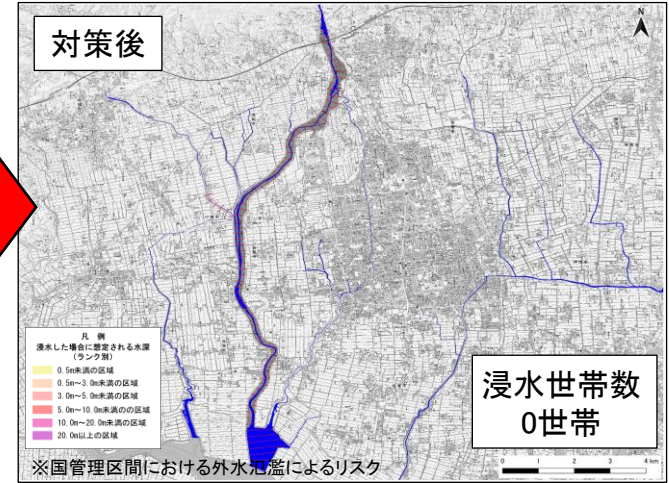 対策後
N
凡 例
浸水した場合に想定される水深
(ランク別)
0.5m未満の区域
0.5m~3.0m未満の区域
3.0m~5.0m未満の区域
5.0m~10.0m未満のの区域
10.0m~20.0m未満の区域
20.0m以上の区域
浸水世帯数
0世帯
※国管理区間における外水氾濫によるリスク
0 1 2 3 4 km